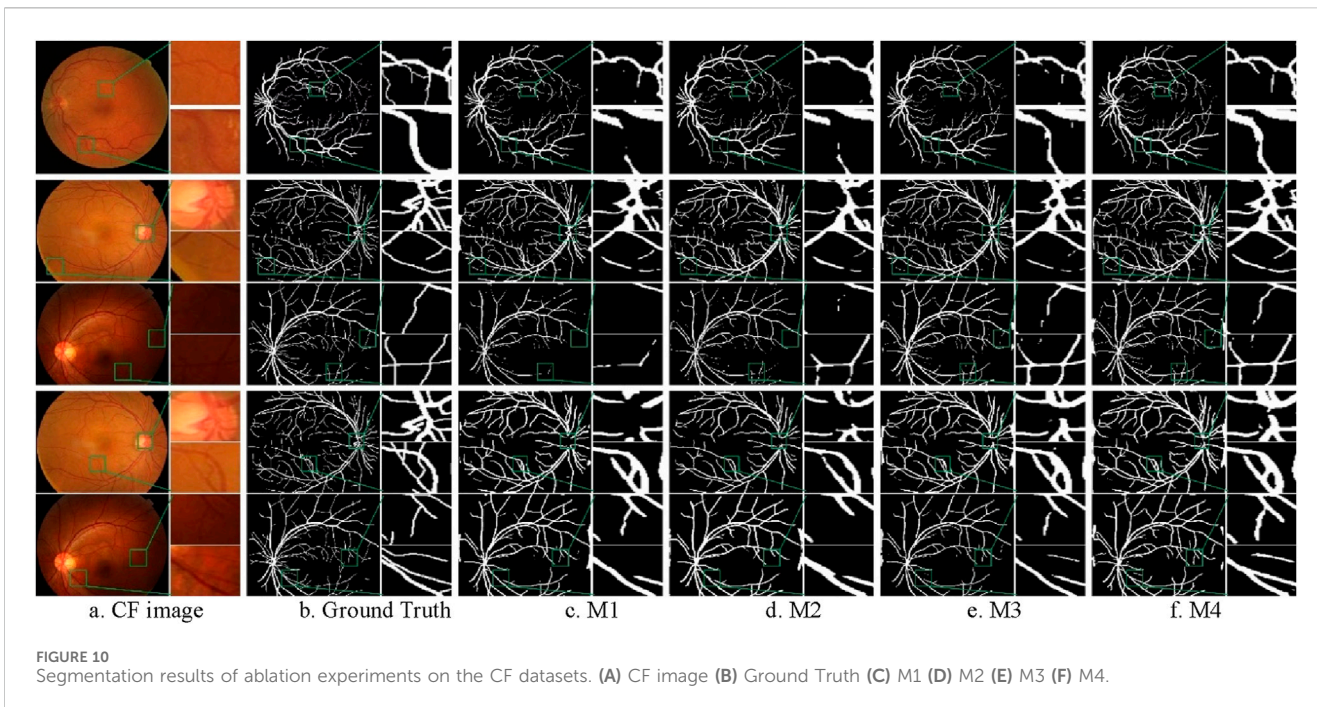 a. CF image b. Ground Truth c. M1 d. M2 e. M3 f. M4
FIGURE 10
Segmentation results of ablation experiments on the CF datasets. (A) CF image (B) Ground Truth (C) M1 (D) M2 (E) M3 (F) M4.